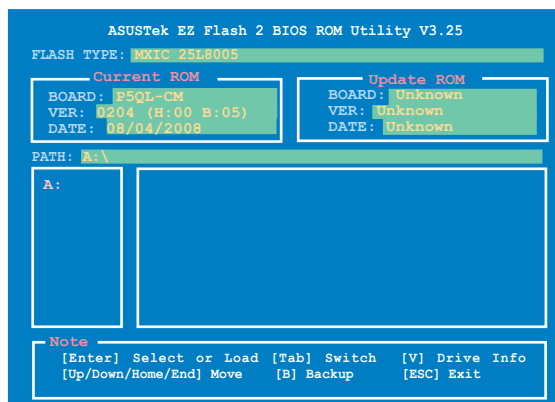 ASUSTek EZ Flash 2 BIOS ROM Utility V3.25
FLASH TYPE: MXIC 25L8005
Current ROM
BOARD: P5QL-CM
VER: 0204 (H:00 B:05)
DATE: 08/04/2008
Update ROM
BOARD: Unknown
VER: Unknown
DATE: Unknown
PATH: A:\
A:
Note
[Enter] Select or Load [Tab] Switch [V] Drive Info
[Up/Down/Home/End] Move [B] Backup [ESC] Exit